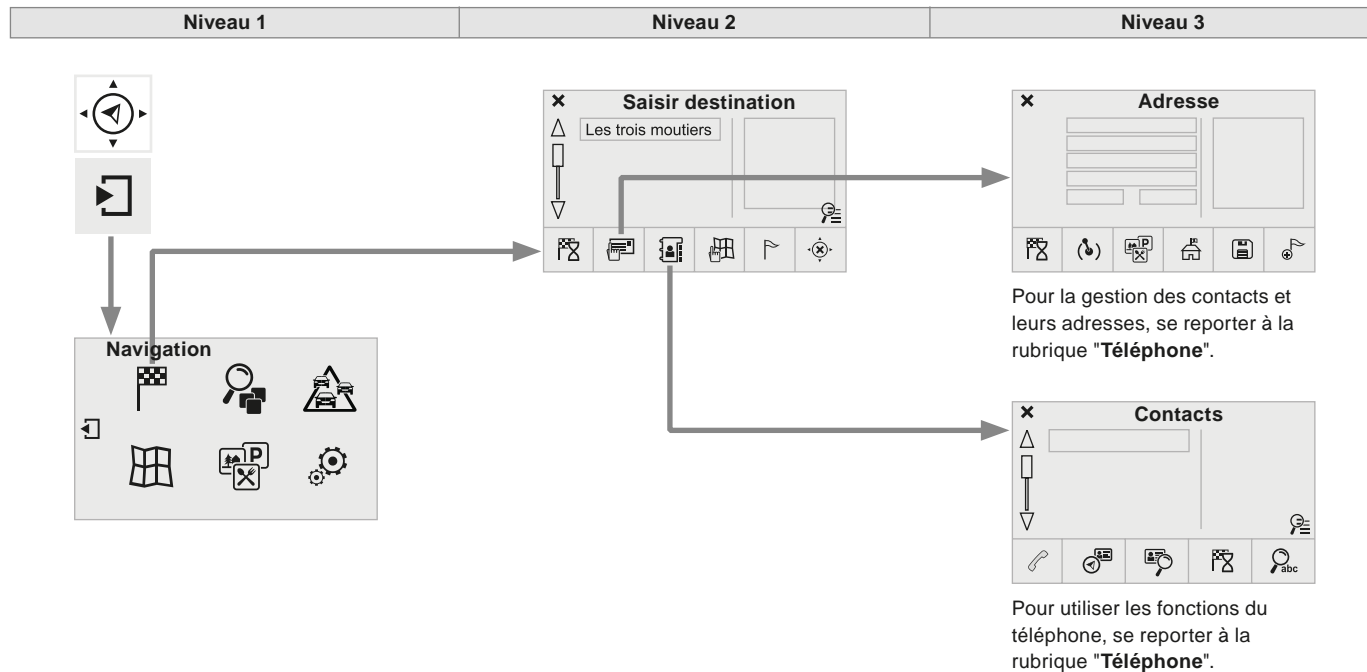 Niveau 1
Niveau 2
Niveau 3
Saisir destination
Les trois moutiers
Adresse
P
Pour la gestion des contacts et
leurs adresses, se reporter à la
rubrique "Téléphone".
Navigation
P
Contacts
abc
Pour utiliser les fonctions du
téléphone, se reporter à la
rubrique "Téléphone".